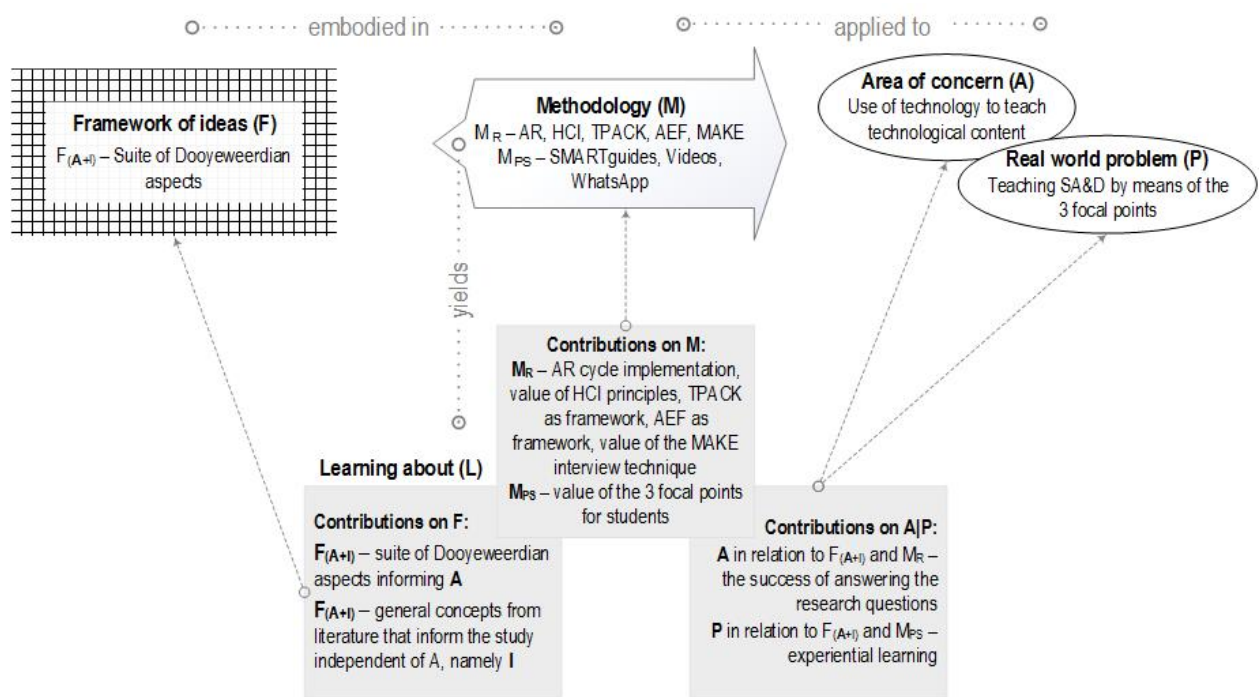 embodied in
applied to
Framework of ideas (F)
F(A+I) – Suite of Dooyeweerdian
aspects
Methodology (M)
MR – AR, HCI, TPACK, AEF, MAKE
MPS – SMARTguides, Videos,
WhatsApp
Area of concern (A)
Use of technology to teach
technological content
Real world problem (P)
Teaching SA&D by means of the
3 focal points
yields
Contributions on M:
MR – AR cycle implementation,
value of HCI principles, TPACK
as framework, AEF as
framework, value of the MAKE
interview technique
MPS – value of the 3 focal points
for students
Learning about (L)
Contributions on F:
F(A+I) – suite of Dooyeweerdian
aspects informing A
F(A+I) – general concepts from
literature that inform the study
independent of A, namely I
Contributions on A|P:
A in relation to F(A+I) and MR –
the success of answering the
research questions
P in relation to F(A+I) and MPS –
experiential learning